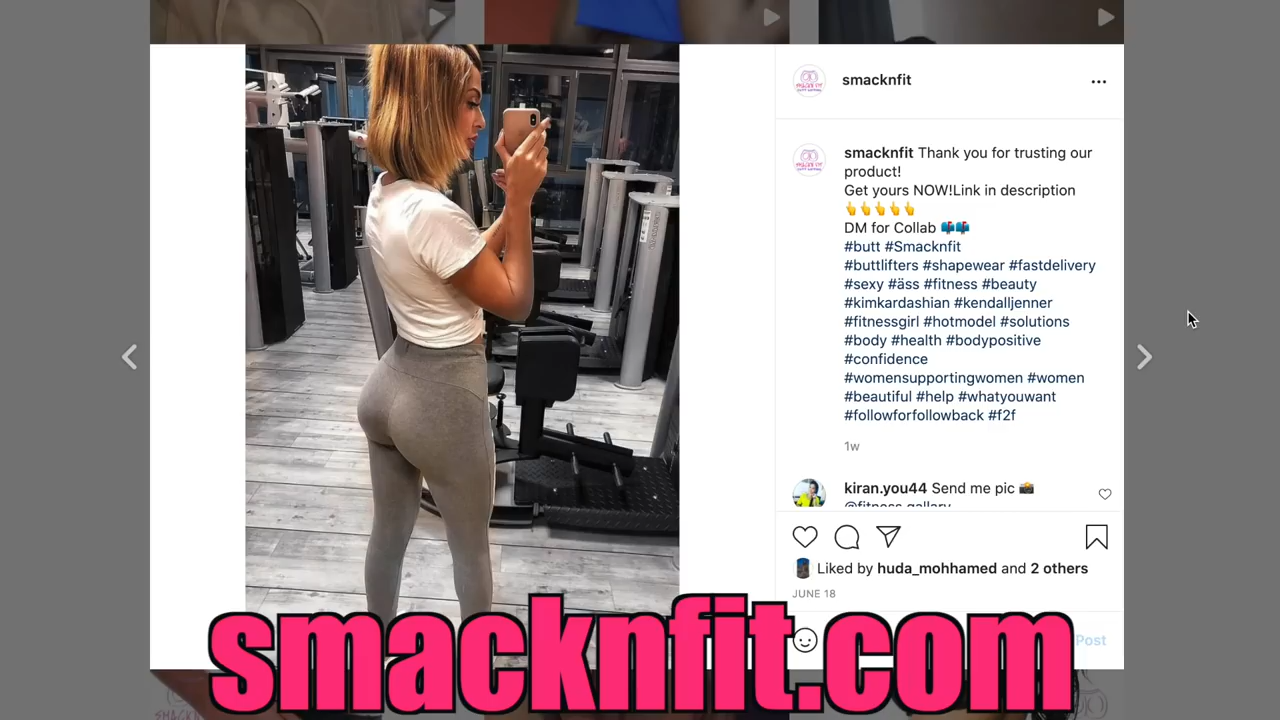 smacknfit
smacknfit Thank you for trusting our
product!
Get yours NOW!Link in description
👆👆👆👆👆
DM for Collab 📫📫
#butt #Smacknfit
#buttlifters #shapewear #fastdelivery
#sexy #äss #fitness #beauty
#kimkardashian #kendalljenner
#fitnessgirl #hotmodel #solutions
#body #health #bodypositive
#confidence
#womensupportingwomen #women
#beautiful #help #whatyouwant
#followforfollowback #f2f
1w
kiran.you44 Send me pic 📸
@fitness.gallary
Liked by huda_mohhamed and 2 others
JUNE 18
Post
smacknfit.com